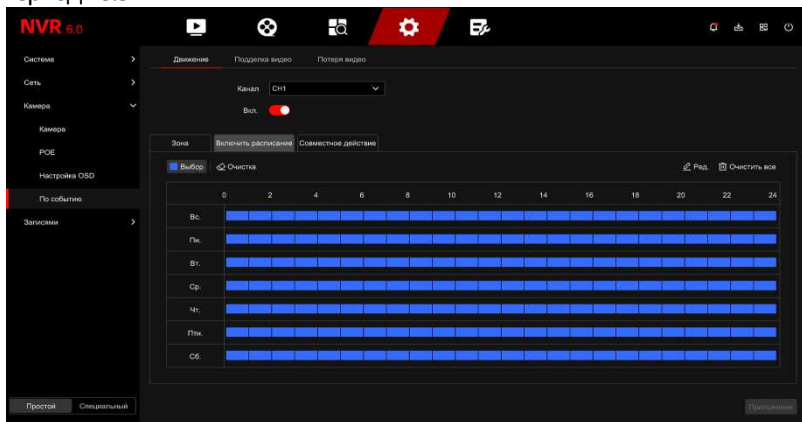 NVR 6.0
Система
Сеть
Камера
Камера
POE
Настройка OSD
По событию
Записями
Простой Специальный
Движение Подделка видео Потеря видео
Канал CH1
Вкл.
Зона Включить расписание Совместное действие
Выбор Очистка Ред. Очистить все
0 2 4 6 8 10 12 14 16 18 20 22 24
Вс.
Пн.
Вт.
Ср.
Чт.
Птн.
Сб.